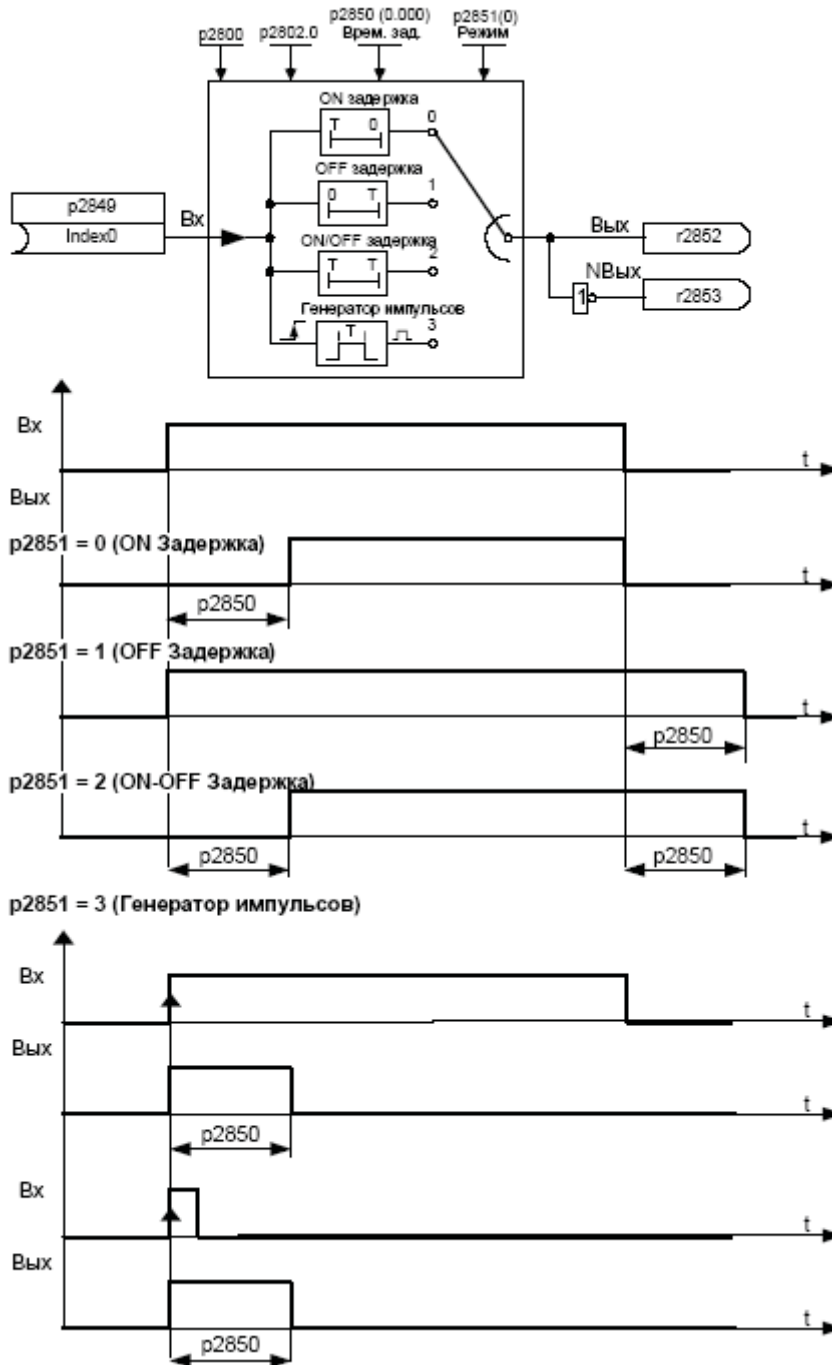 p2800
p2802.0
p2850 (0.000)
Врем. зад.
p2851(0)
Режим
ON задержка
T 0
0
OFF задержка
0 T
1
p2849
Index0
Вх
ON/OFF задержка
T T
2
Генератор импульсов
T
3
Вых
r2852
NВых
1
r2853
Вх
t
Вых
p2851 = 0 (ON Задержка)
t
p2850
p2851 = 1 (OFF Задержка)
t
p2850
p2851 = 2 (ON-OFF Задержка)
t
p2850
p2850
p2851 = 3 (Генератор импульсов)
Вх
t
Вых
t
p2850
Вх
t
Вых
t
p2850